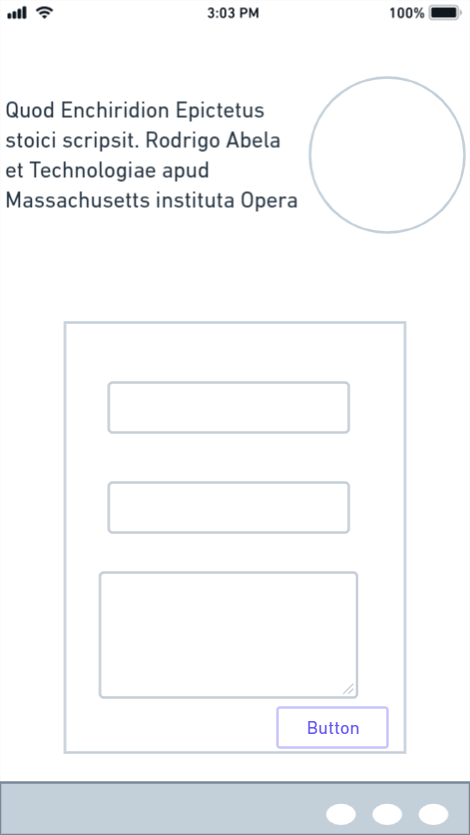 3:03 PM
100%
Quod Enchiridion Epictetus
stoici scripsit. Rodrigo Abela
et Technologiae apud
Massachusetts instituta Opera
Button